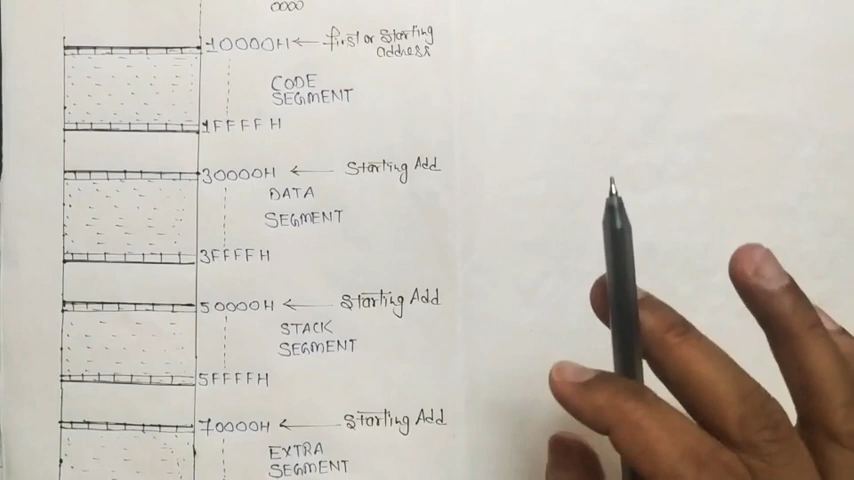 0000
10000H ← first or Starting
Address
CODE
SEGMENT
1FFFFH
30000H ← Starting Add
DATA
SEGMENT
3FFFFH
50000H ← Starting Add
STACK
SEGMENT
5FFFFH
70000H ← Starting Add
EXTRA
SEGMENT